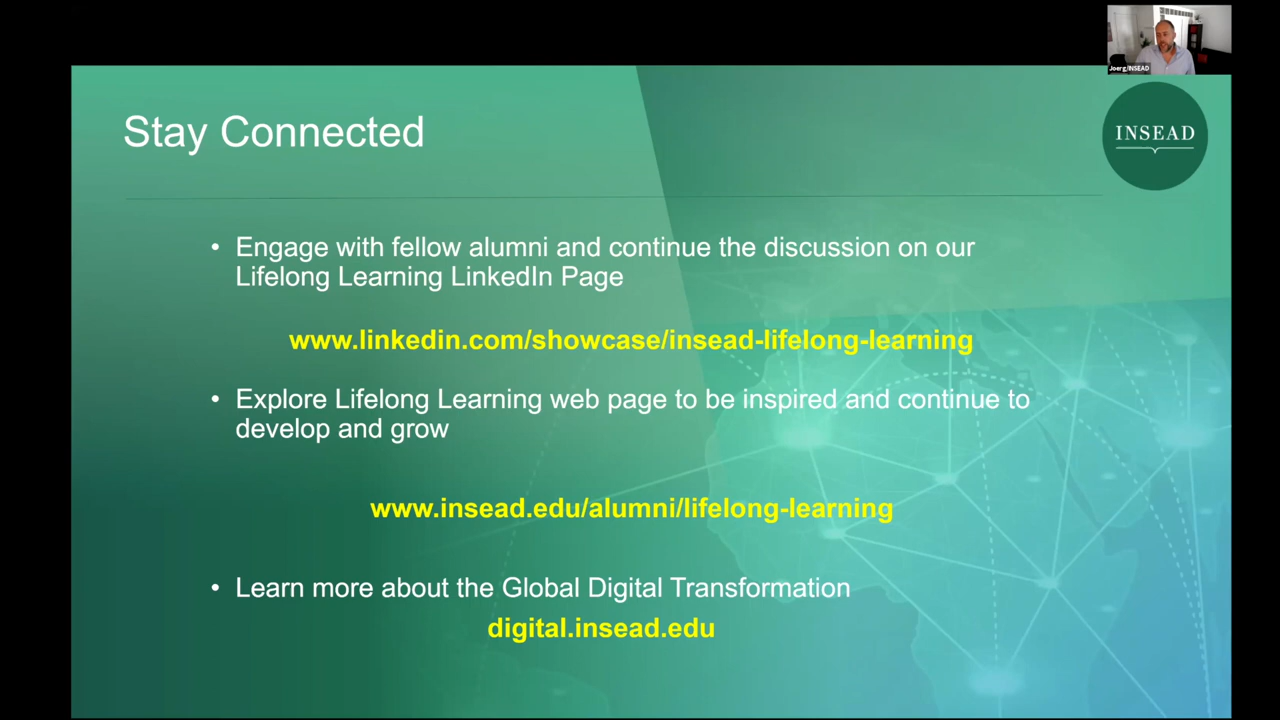 Joerg/INSEAD
Stay Connected
INSEAD
• Engage with fellow alumni and continue the discussion on our
Lifelong Learning LinkedIn Page
www.linkedin.com/showcase/insead-lifelong-learning
• Explore Lifelong Learning web page to be inspired and continue to
develop and grow
www.insead.edu/alumni/lifelong-learning
• Learn more about the Global Digital Transformation
digital.insead.edu